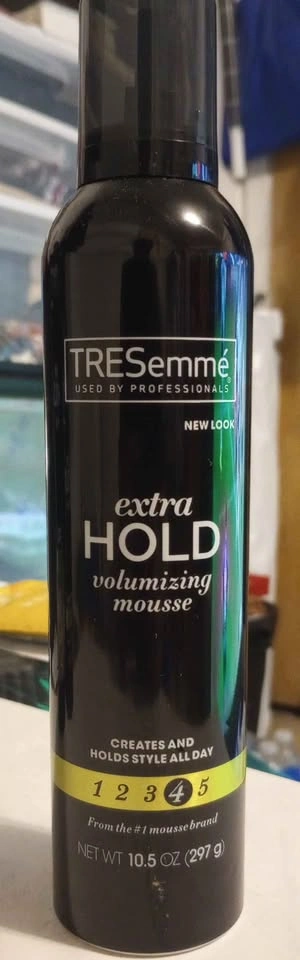 TRESemmé
USED BY PROFESSIONALS®
NEW LOOK
extra
HOLD
volumizing
mousse
CREATES AND
HOLDS STYLE ALL DAY
1 2 3 4 5
From the #1 mousse brand
NET WT 10.5 OZ (297 g)